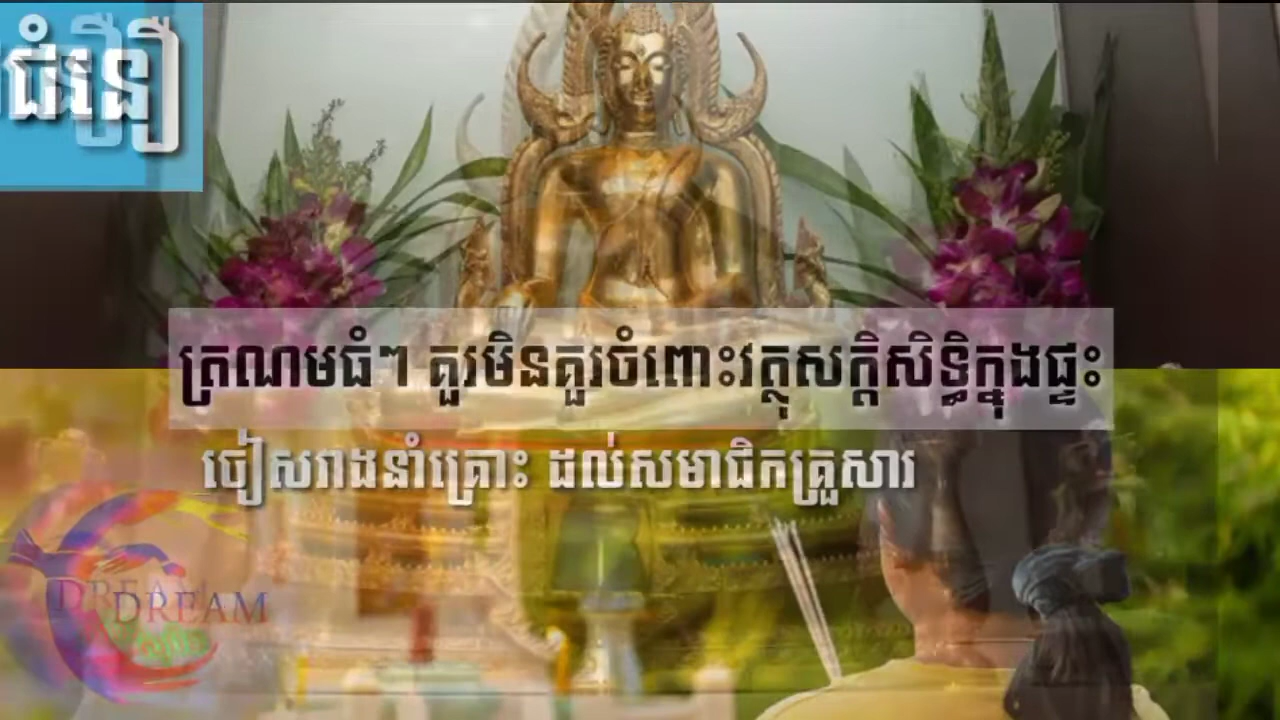 ជំនឿ
ត្រណមធំៗ គួរមិនគួរចំពោះវត្ថុសក្តិសិទ្ធិក្នុងផ្ទះ
ចៀសវាងនាំគ្រោះ ដល់សមាជិកគ្រួសារ
DREAM